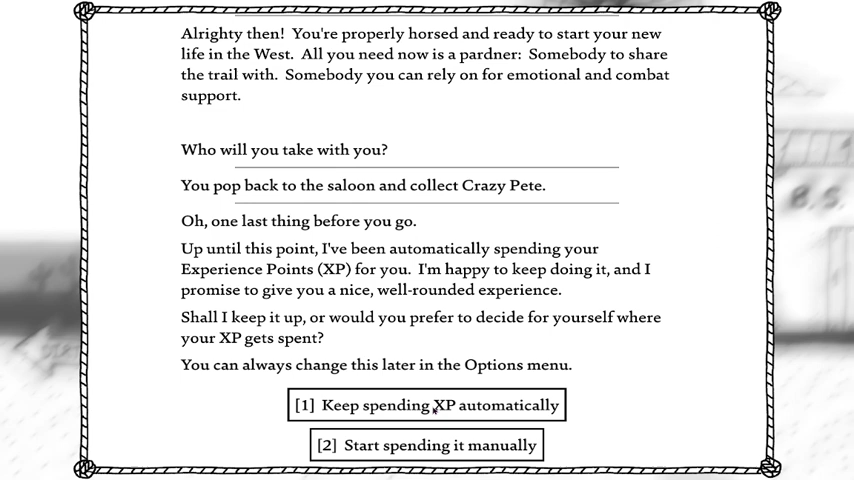 Alrighty then! You're properly horsed and ready to start your new
life in the West. All you need now is a pardner: Somebody to share
the trail with. Somebody you can rely on for emotional and combat
support.
Who will you take with you?
You pop back to the saloon and collect Crazy Pete.
Oh, one last thing before you go.
Up until this point, I've been automatically spending your
Experience Points (XP) for you. I'm happy to keep doing it, and I
promise to give you a nice, well-rounded experience.
Shall I keep it up, or would you prefer to decide for yourself where
your XP gets spent?
You can always change this later in the Options menu.
[1] Keep spending XP automatically
[2] Start spending it manually
B.S.